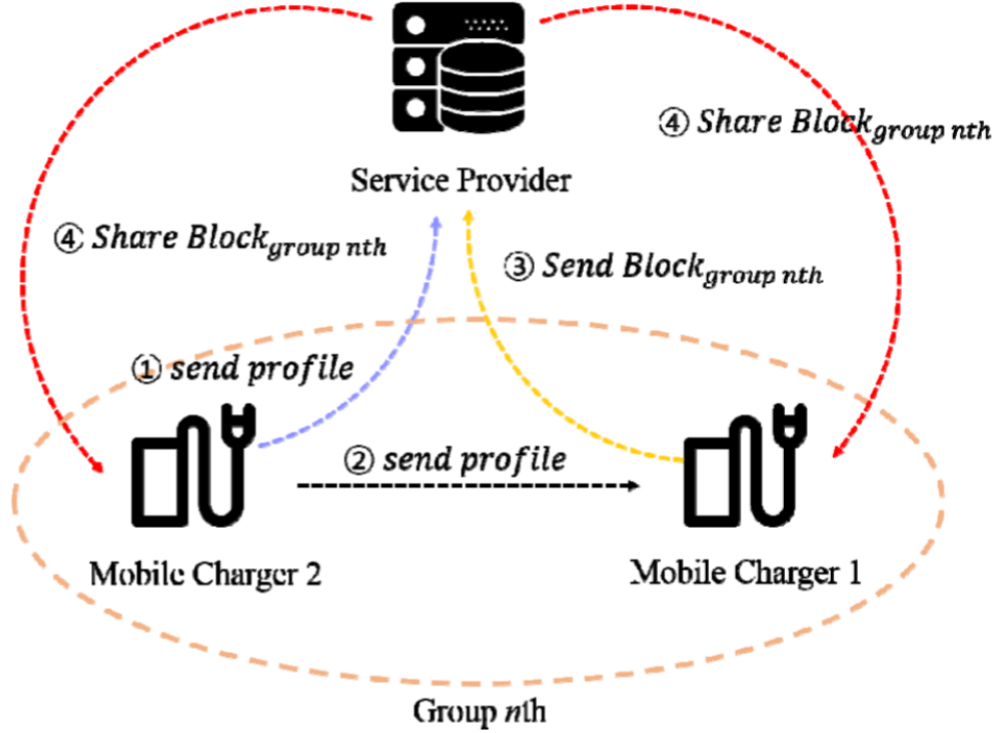 ④ Share Block_group nth
Service Provider
④ Share Block_group nth
③ Send Block_group nth
① send profile
② send profile
Mobile Charger 2
Mobile Charger 1
Group nth